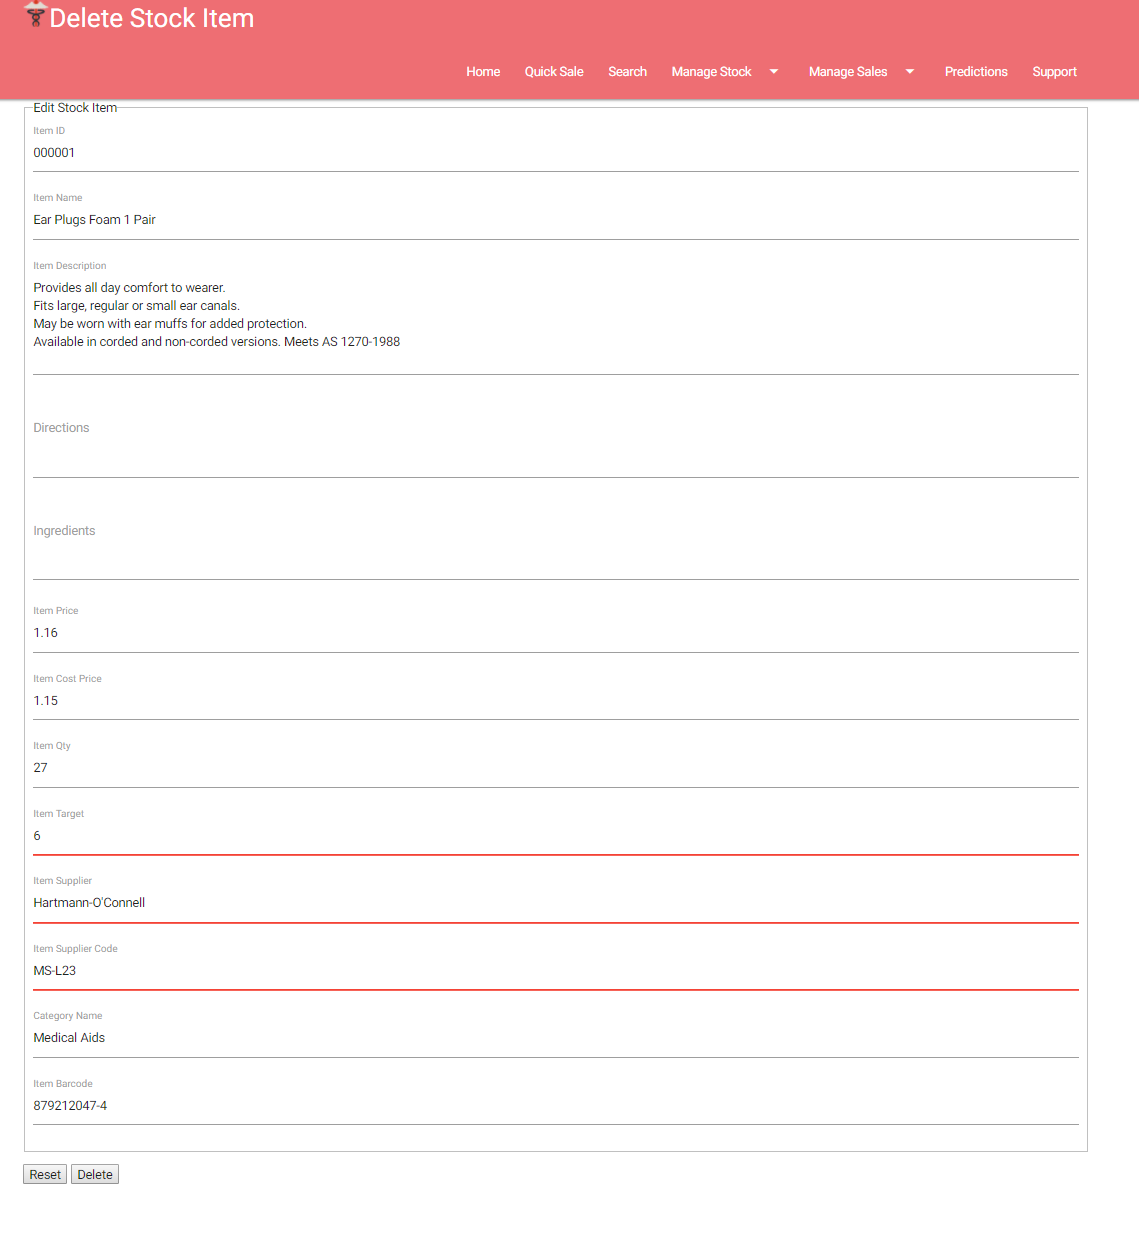 Delete Stock Item
Home Quick Sale Search Manage Stock Manage Sales Predictions Support
Edit Stock Item
Item ID
000001
Item Name
Ear Plugs Foam 1 Pair
Item Description
Provides all day comfort to wearer.
Fits large, regular or small ear canals.
May be worn with ear muffs for added protection.
Available in corded and non-corded versions. Meets AS 1270-1988
Directions
Ingredients
Item Price
1.16
Item Cost Price
1.15
Item Qty
27
Item Target
6
Item Supplier
Hartmann-O'Connell
Item Supplier Code
MS-L23
Category Name
Medical Aids
Item Barcode
879212047-4
Reset Delete